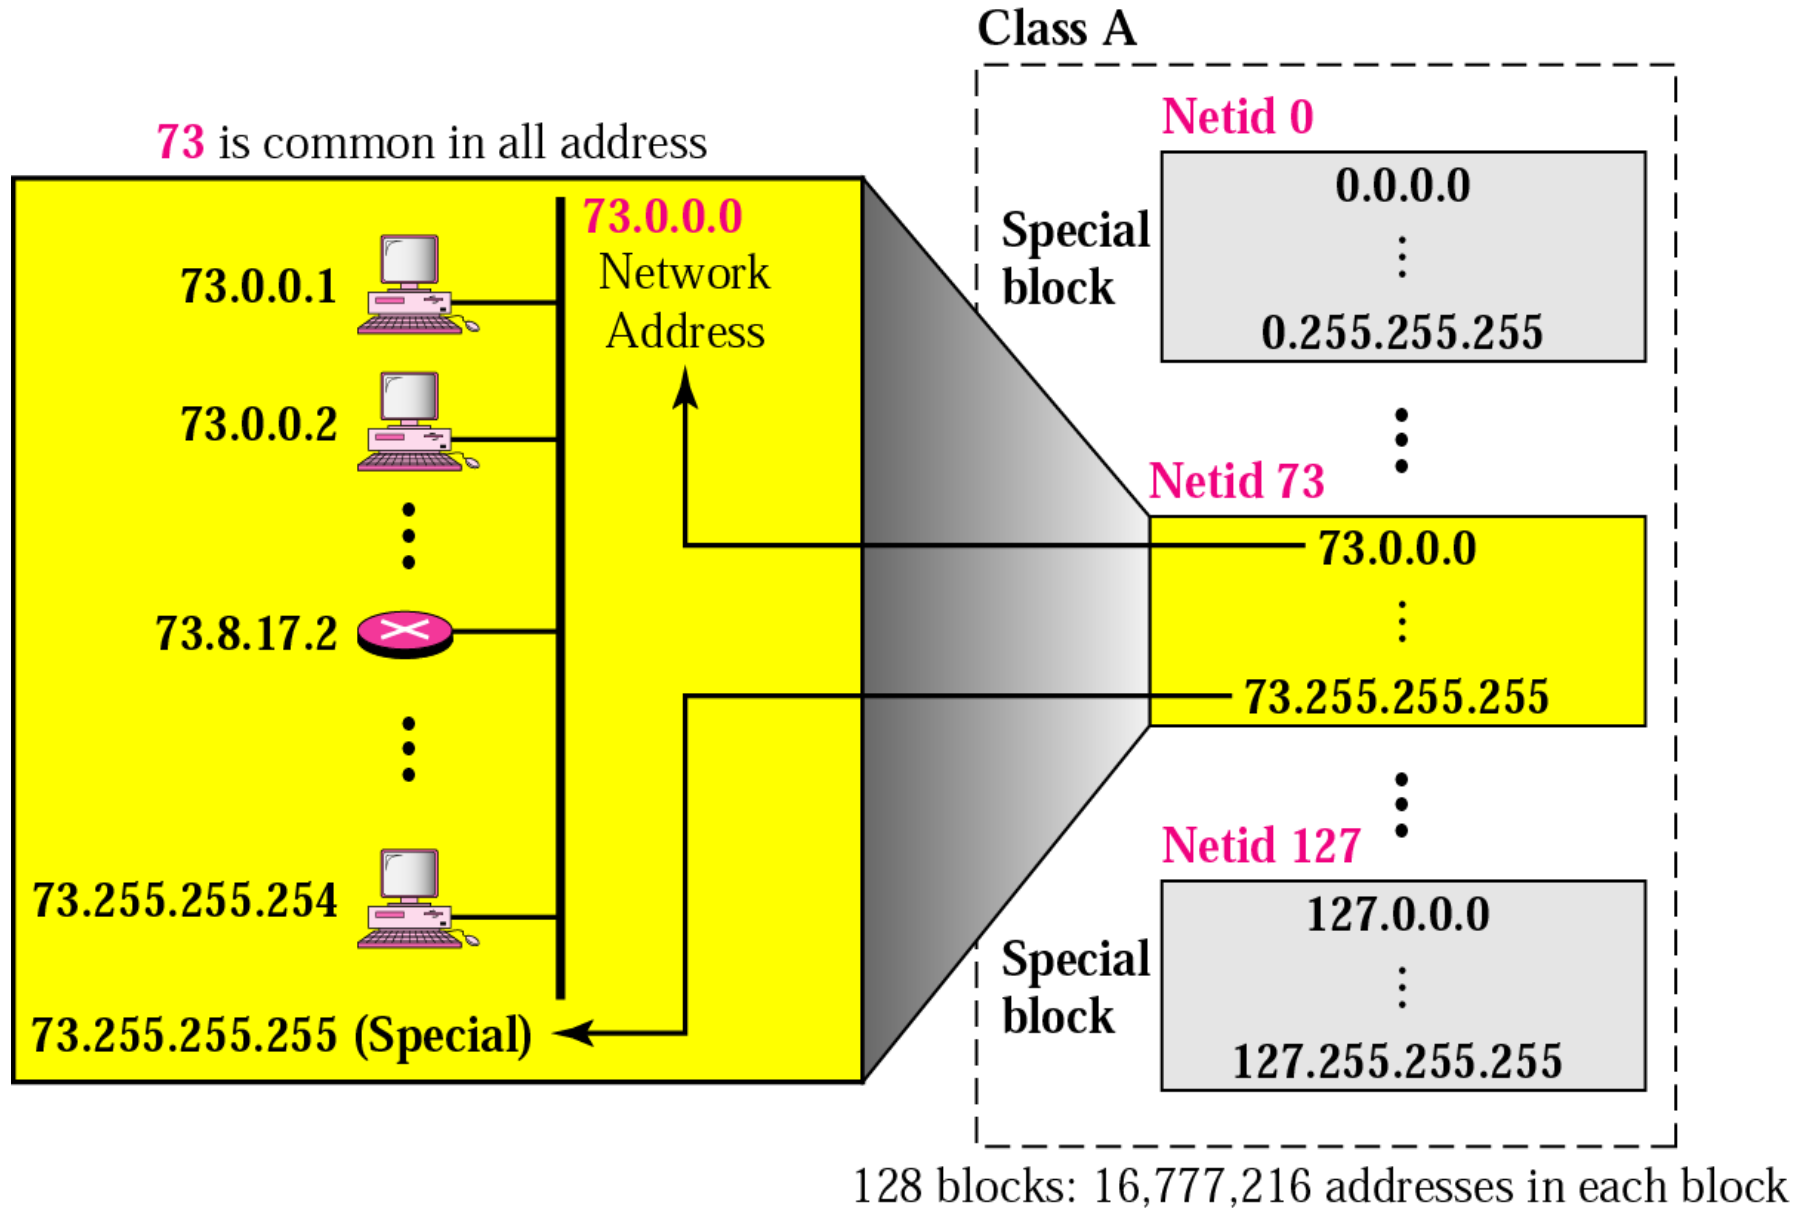 Class A
73 is common in all address
73.0.0.0
Network
Address
73.0.0.1
73.0.0.2
73.8.17.2
73.255.255.254
73.255.255.255 (Special)
Netid 0
Special
block
0.0.0.0
0.255.255.255
Netid 73
73.0.0.0
73.255.255.255
Netid 127
Special
block
127.0.0.0
127.255.255.255
128 blocks: 16,777,216 addresses in each block